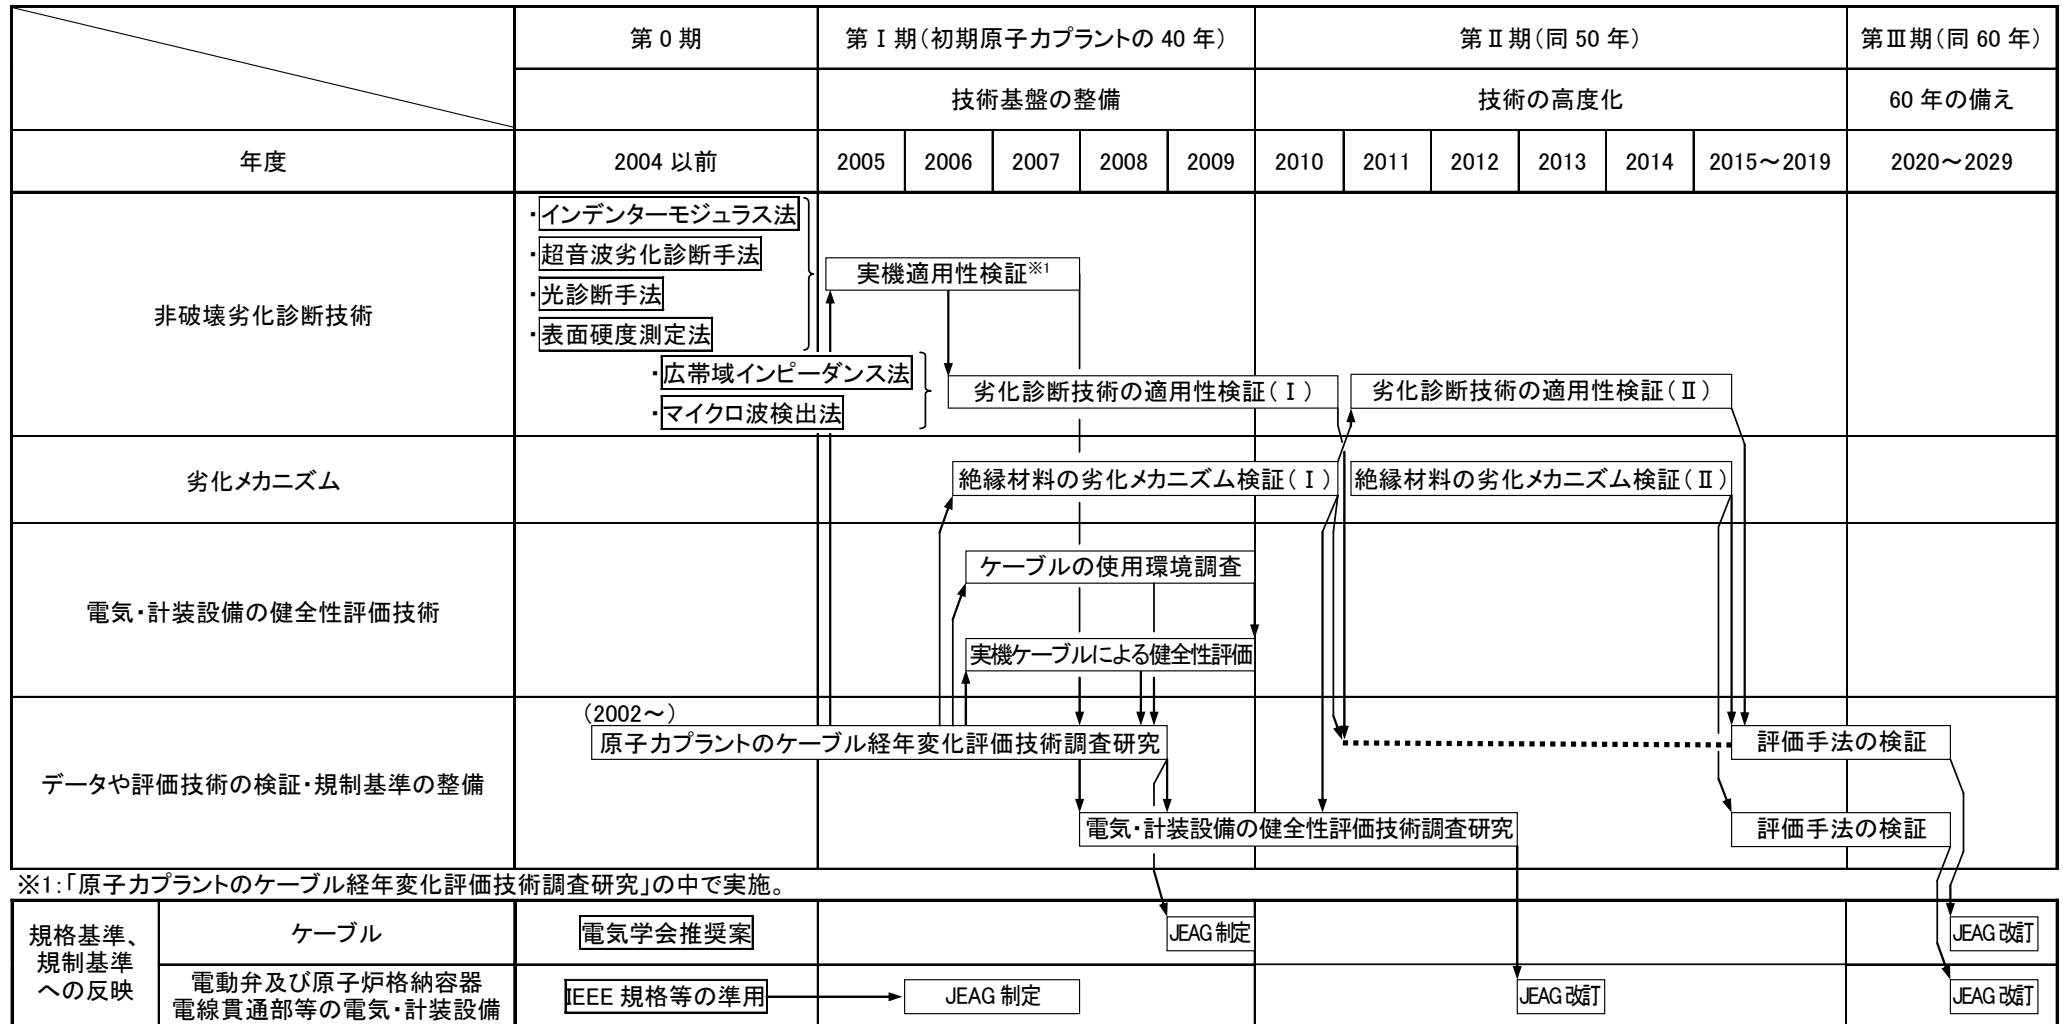 第0期
第Ⅰ期(初期原子力プラントの40年)
第Ⅱ期(同50年)
第Ⅲ期(同60年)
技術基盤の整備
技術の高度化
60年の備え
年度
2004以前
2005
2006
2007
2008
2009
2010
2011
2012
2013
2014
2015～2019
2020～2029
非破壊劣化診断技術
・インデンターモジュラス法
・超音波劣化診断手法
・光診断手法
・表面硬度測定法
・広帯域インピーダンス法
・マイクロ波検出法
実機適用性検証※1
劣化診断技術の適用性検証(Ⅰ)
劣化診断技術の適用性検証(Ⅱ)
劣化メカニズム
絶縁材料の劣化メカニズム検証(Ⅰ)
絶縁材料の劣化メカニズム検証(Ⅱ)
電気・計装設備の健全性評価技術
ケーブルの使用環境調査
実機ケーブルによる健全性評価
データや評価技術の検証・規制基準の整備
(2002～)
原子力プラントのケーブル経年変化評価技術調査研究
評価手法の検証
電気・計装設備の健全性評価技術調査研究
評価手法の検証
※1:「原子力プラントのケーブル経年変化評価技術調査研究」の中で実施。
規格基準、
規制基準
への反映
ケーブル
電気学会推奨案
JEAG制定
JEAG改訂
電動弁及び原子炉格納容器
電線貫通部等の電気・計装設備
IEEE規格等の準用
JEAG制定
JEAG改訂
JEAG改訂